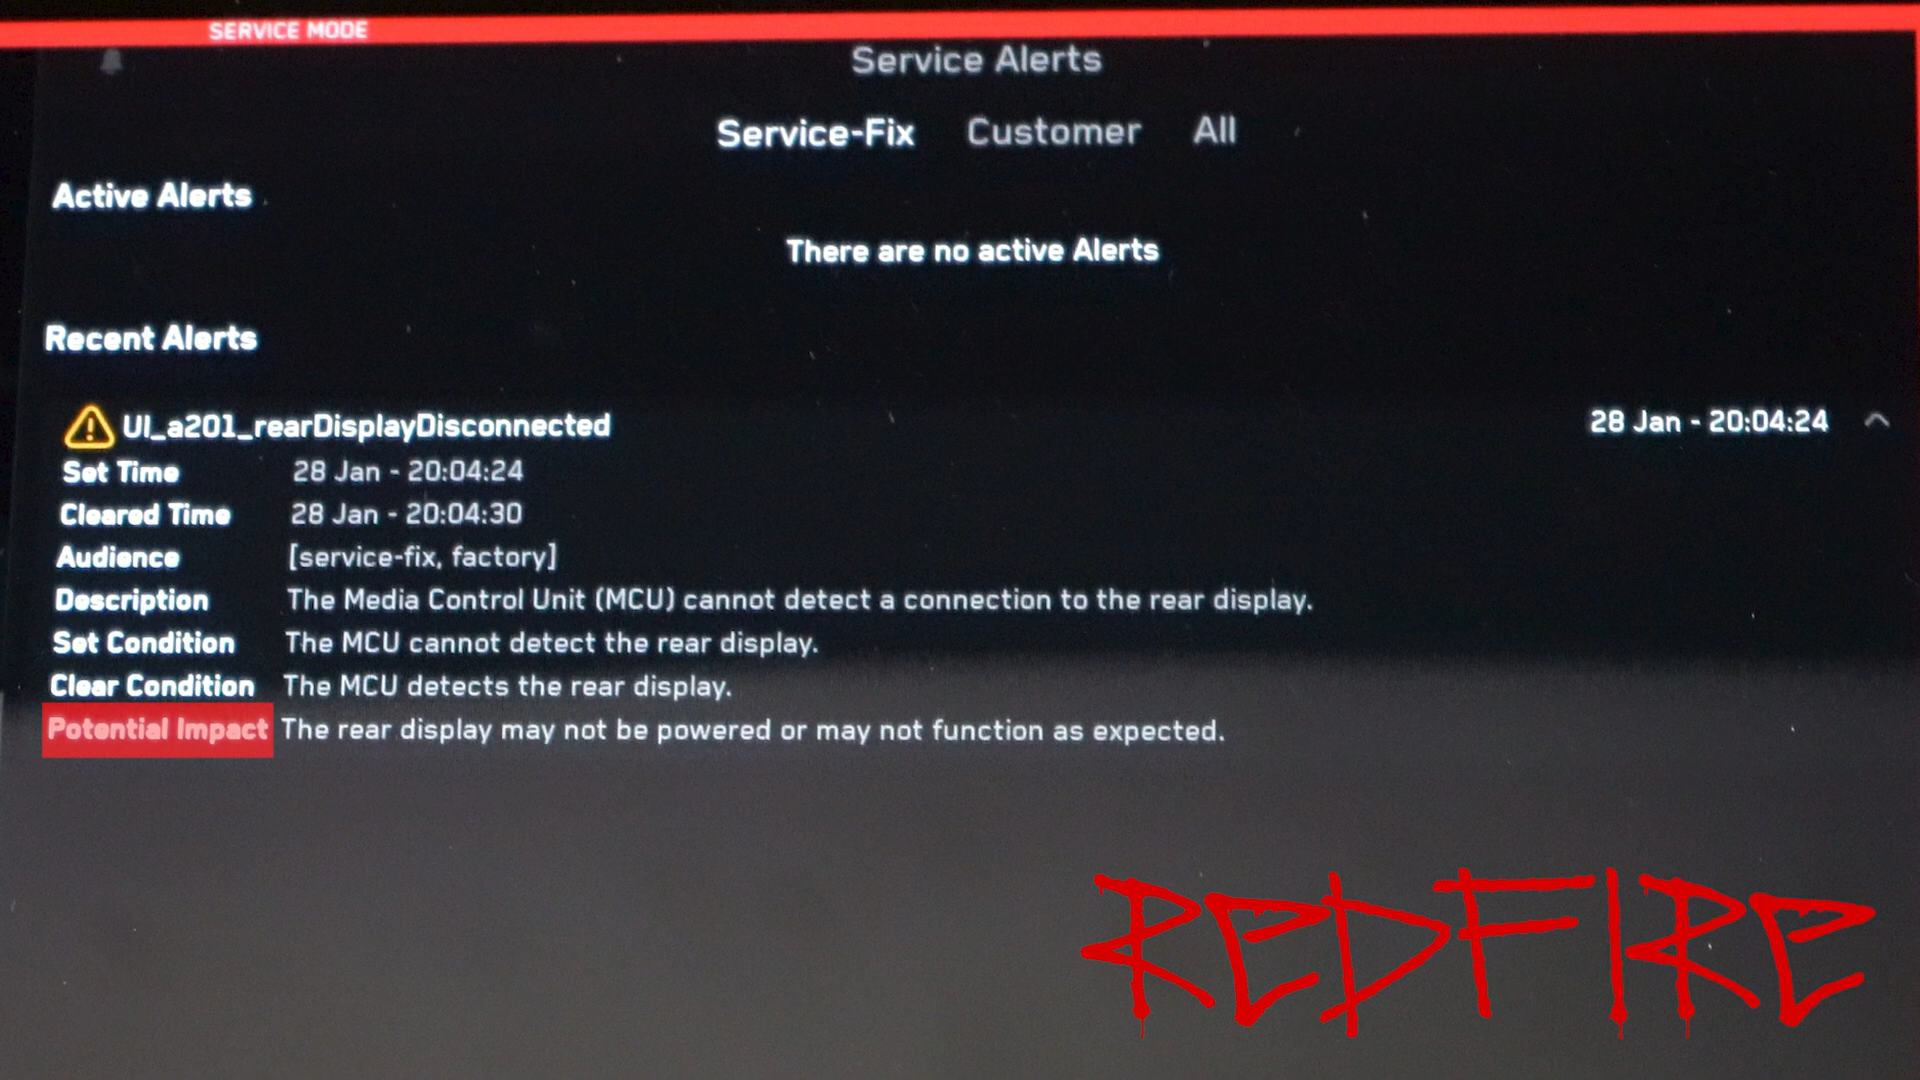 SERVICE MODE
Service Alerts
Service-Fix Customer All
Active Alerts
There are no active Alerts
Recent Alerts
UI_a201_rearDisplayDisconnected 28 Jan - 20:04:24
Set Time 28 Jan - 20:04:24
Cleared Time 28 Jan - 20:04:30
Audience [service-fix, factory]
Description The Media Control Unit (MCU) cannot detect a connection to the rear display.
Set Condition The MCU cannot detect the rear display.
Clear Condition The MCU detects the rear display.
Potential Impact The rear display may not be powered or may not function as expected.
REDFIRE